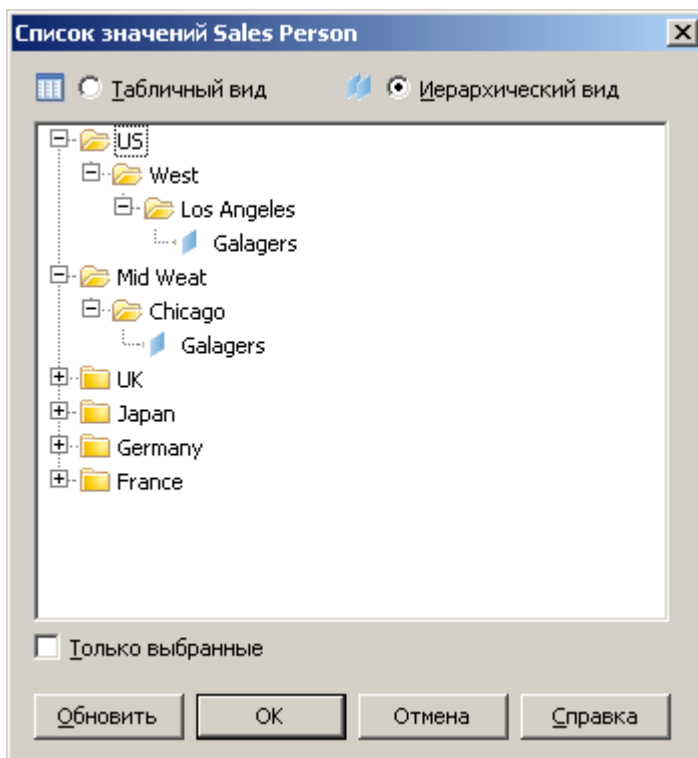 Список значений Sales Person
Табличный вид Иерархический вид
US
West
Los Angeles
Galagers
Mid Weat
Chicago
Galagers
UK
Japan
Germany
France
Только выбранные
Обновить OK Отмена Справка